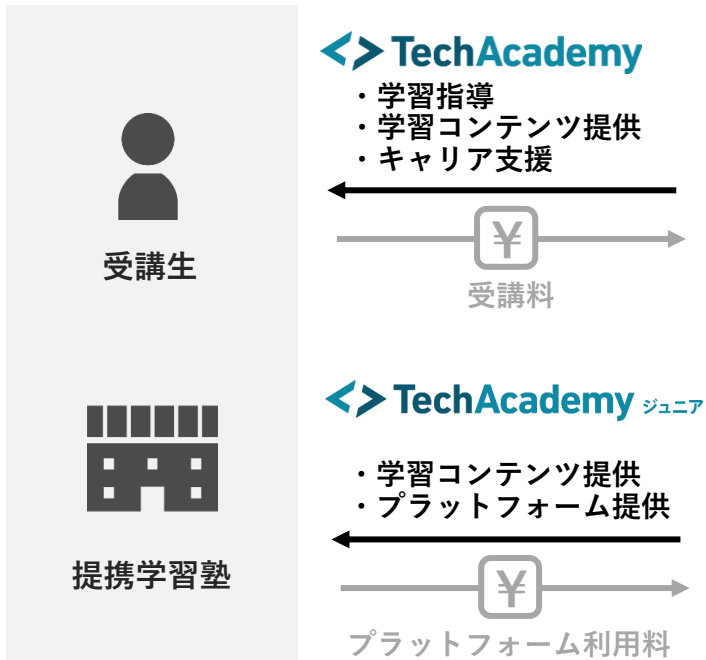 <> TechAcademy
・学習指導
・学習コンテンツ提供
・キャリア支援
¥
受講生
受講料
<> TechAcademy ジュニア
・学習コンテンツ提供
・プラットフォーム提供
¥
提携学習塾
プラットフォーム利用料